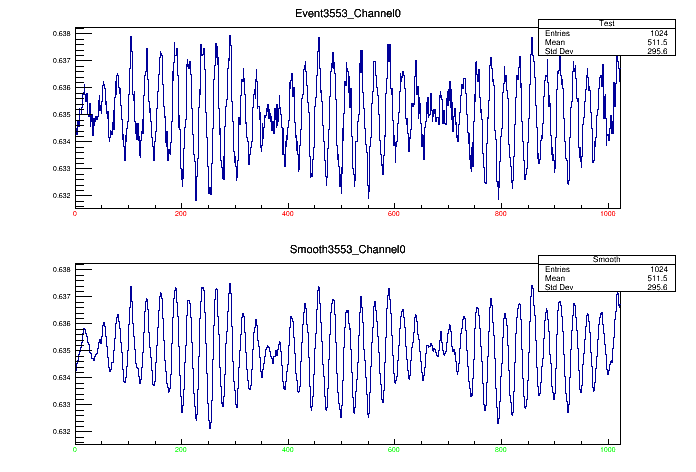 Event3553_Channel0
Test
Entries 1024
Mean 511.5
Std Dev 295.6
0.638
0.637
0.636
0.635
0.634
0.633
0.632
0 200 400 600 800 1000
Smooth3553_Channel0
Smooth
Entries 1024
Mean 511.5
Std Dev 295.6
0.638
0.637
0.636
0.635
0.634
0.633
0.632
0 200 400 600 800 1000